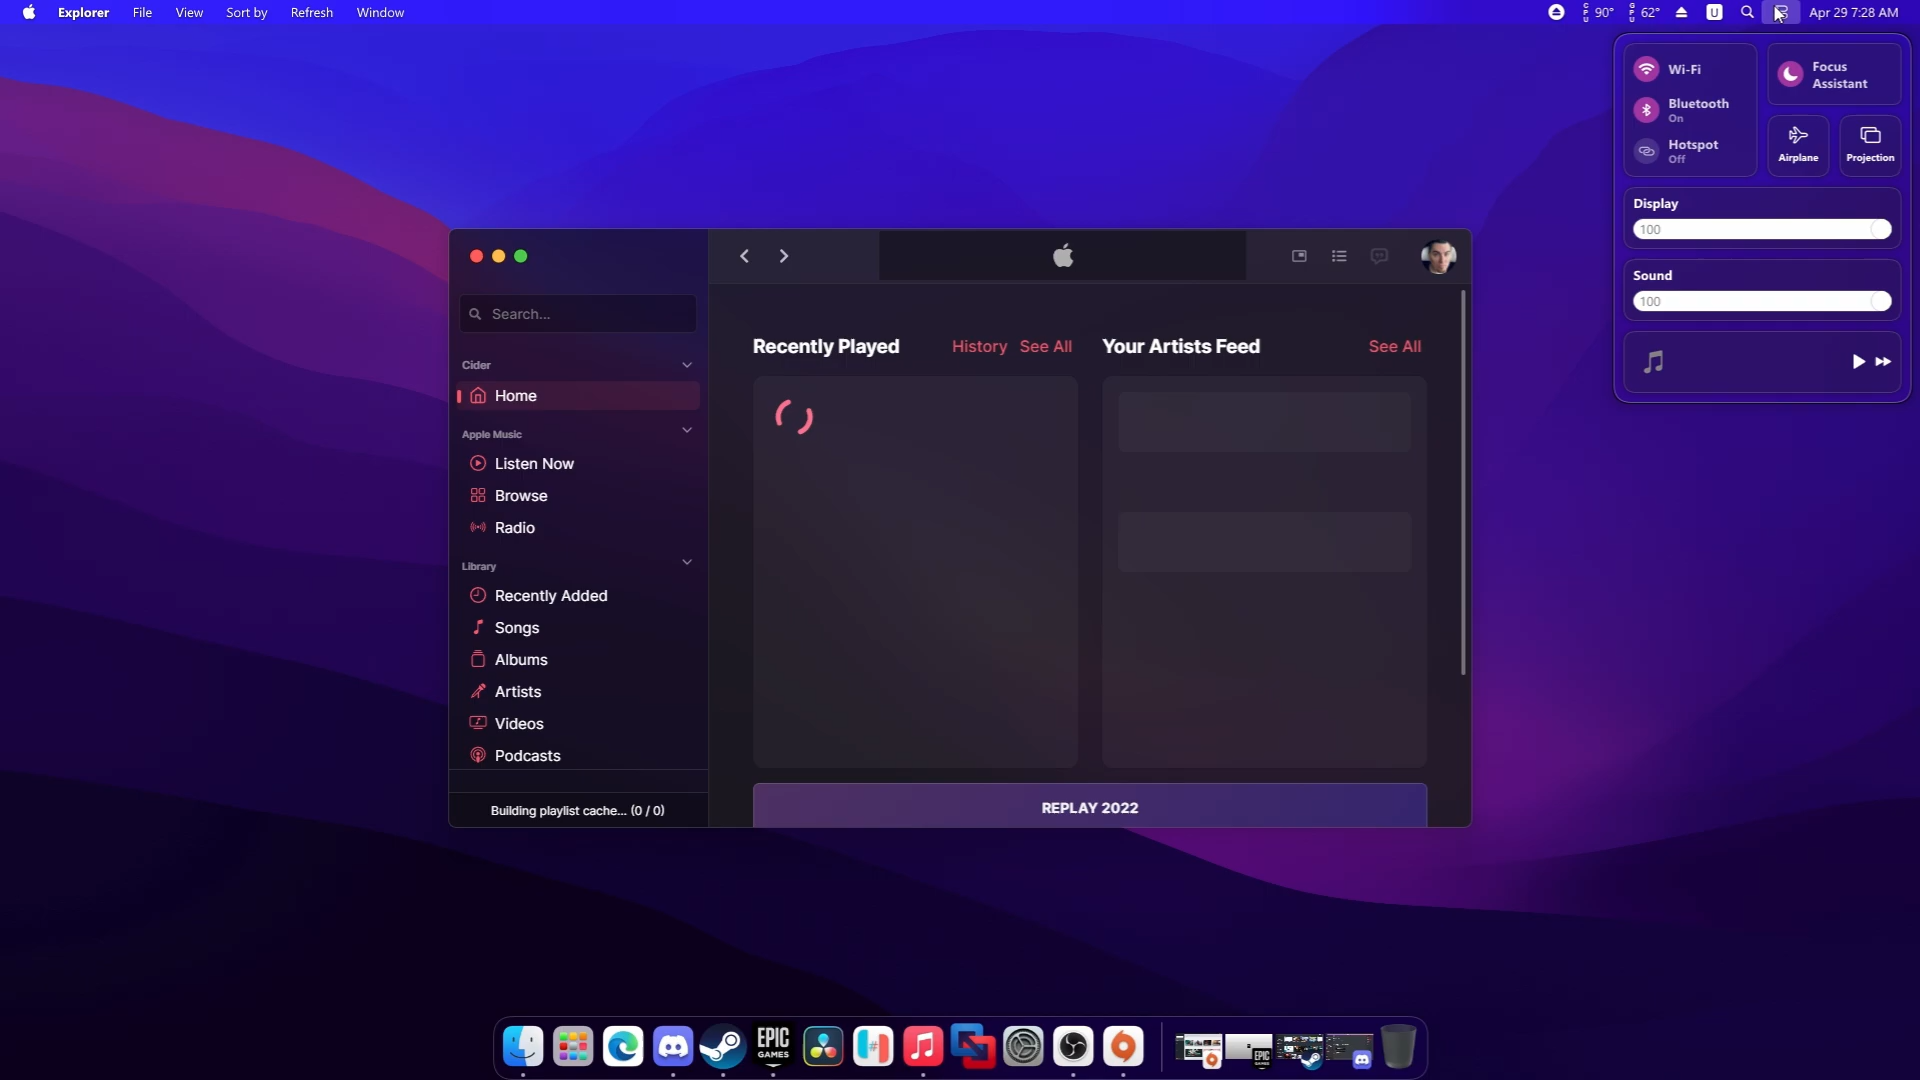 Explorer File View Sort by Refresh Window
CPU 90° GPU 62° U Apr 29 7:28 AM
Wi-Fi
Bluetooth
On
Hotspot
Off
Focus
Assistant
Airplane
Projection
Display
100
Sound
100
Search...
Cider
Home
Apple Music
Listen Now
Browse
Radio
Library
Recently Added
Songs
Albums
Artists
Videos
Podcasts
Building playlist cache... (0 / 0)
Recently Played History See All
Your Artists Feed See All
REPLAY 2022
EPIC
GAMES
#
EPIC